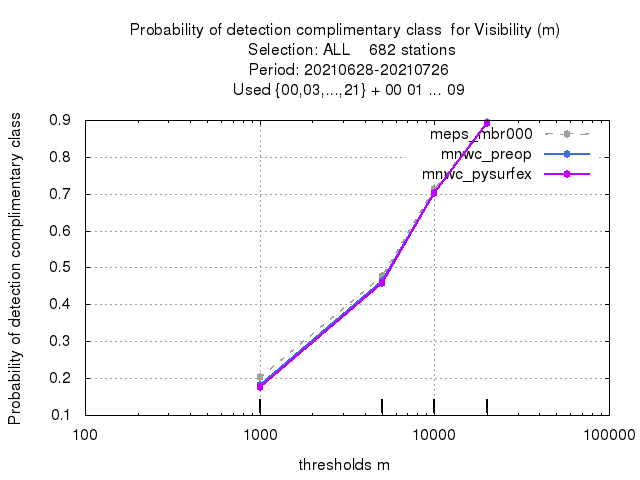 Probability of detection complimentary class  for Visibility (m)
Selection: ALL    682 stations
Period: 20210628-20210726
Used {00,03,...,21} + 00 01 ... 09
Probability of detection complimentary class
0.9
0.8
0.7
0.6
0.5
0.4
0.3
0.2
0.1
meps_mbr000
mnwc_preop
mnwc_pysurfex
100 1000 10000 100000
thresholds m